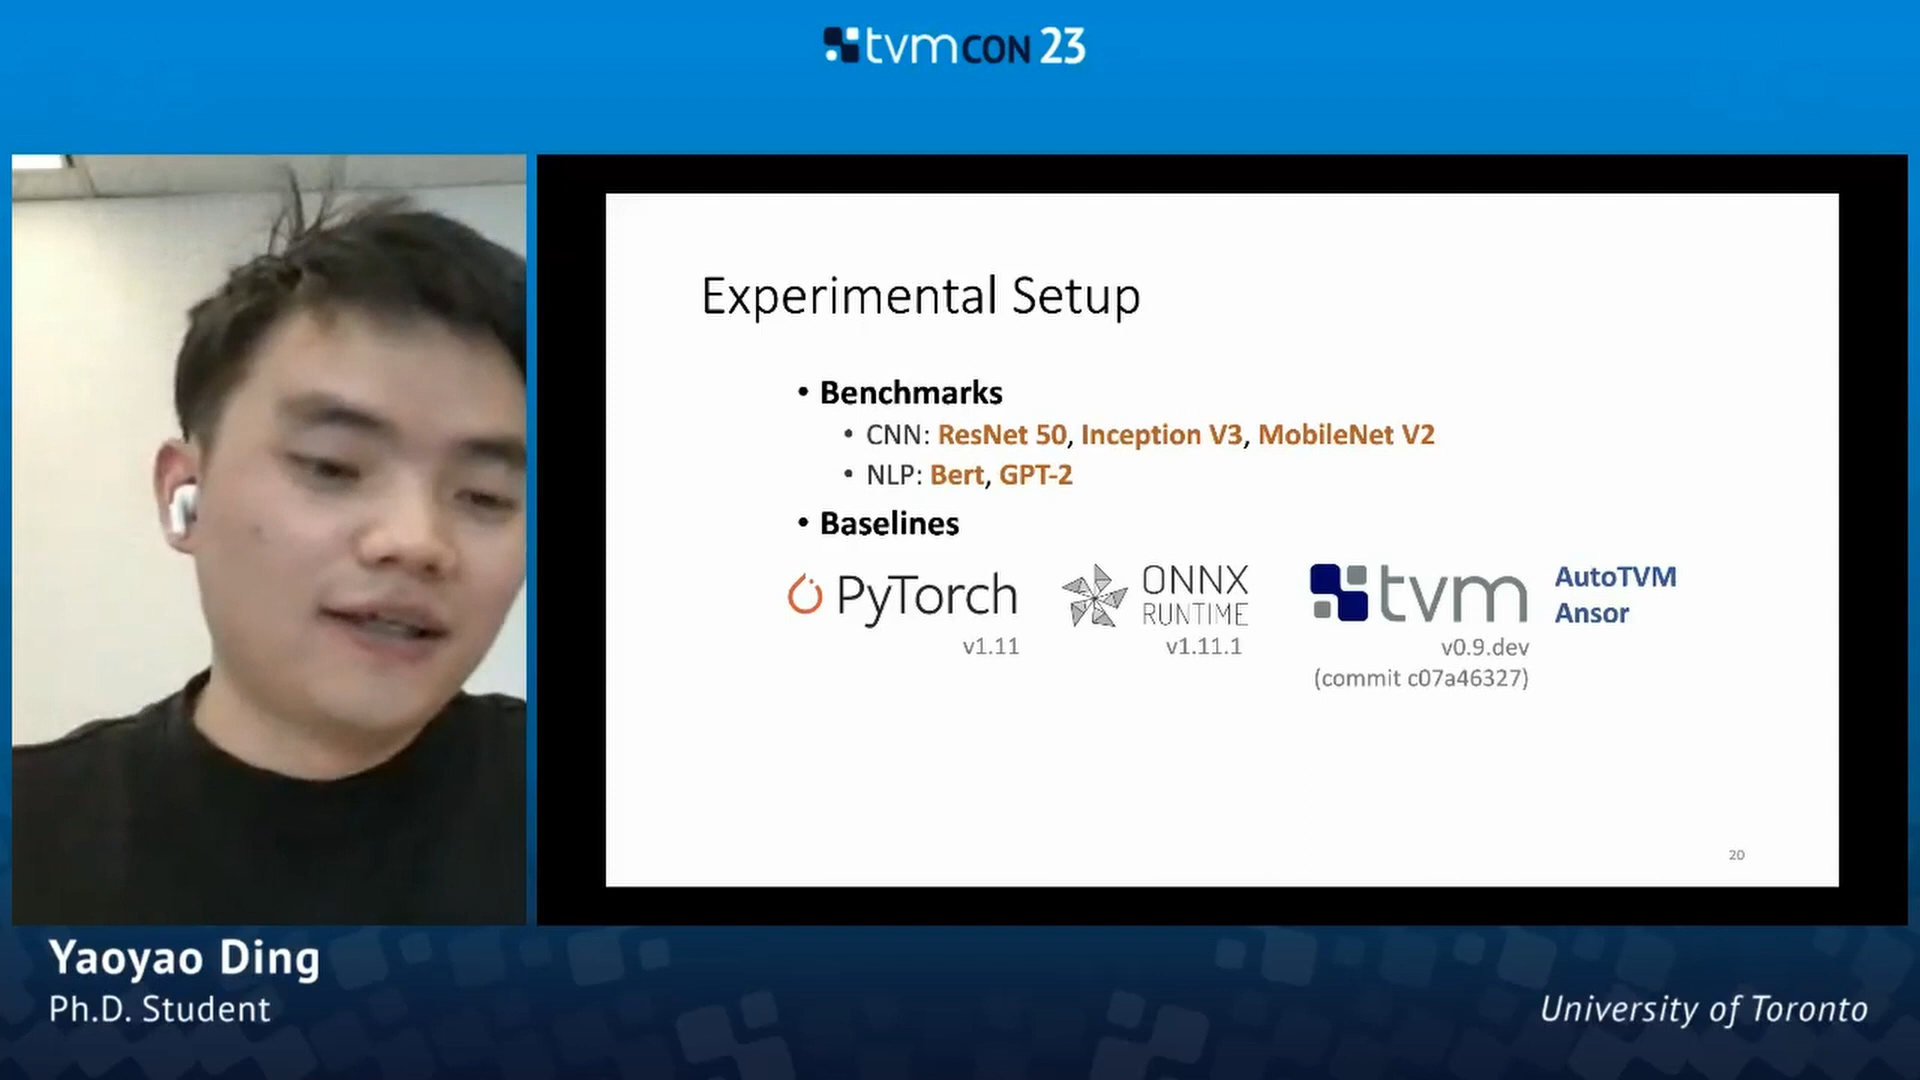 tvmCON 23
Experimental Setup
• Benchmarks
• CNN: ResNet 50, Inception V3, MobileNet V2
• NLP: Bert, GPT-2
• Baselines
PyTorch
v1.11
ONNX
RUNTIME
v1.11.1
tvm
v0.9.dev
(commit c07a46327)
AutoTVM
Ansor
20
Yaoyao Ding
Ph.D. Student
University of Toronto